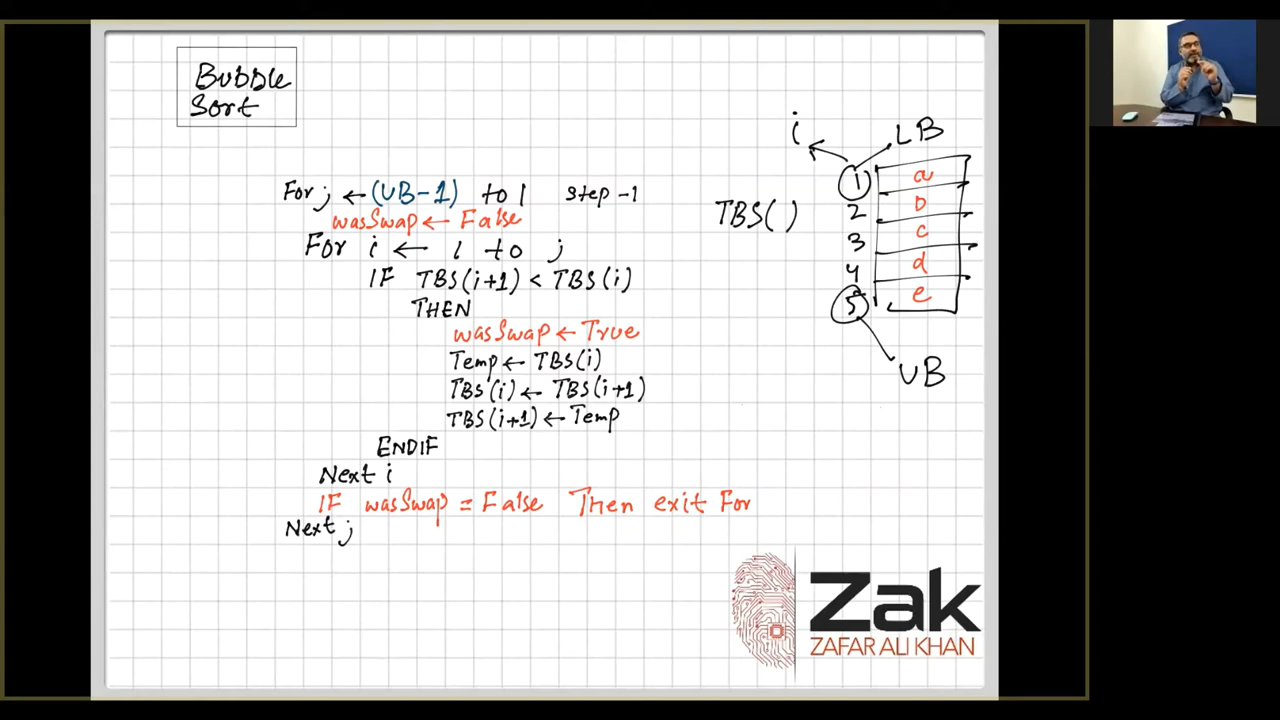 Bubble
Sort
For j ← (UB-1) to 1 step -1
wasSwap ← False
For i ← 1 to j
IF TBS(i+1) < TBS(i)
THEN
wasSwap ← True
Temp ← TBS(i)
TBS(i) ← TBS(i+1)
TBS(i+1) ← Temp
ENDIF
Next i
IF wasSwap = False Then exit For
Next j
i
LB
TBS( )
1 a
2 b
3 c
4 d
5 e
UB
Zak
ZAFAR ALI KHAN